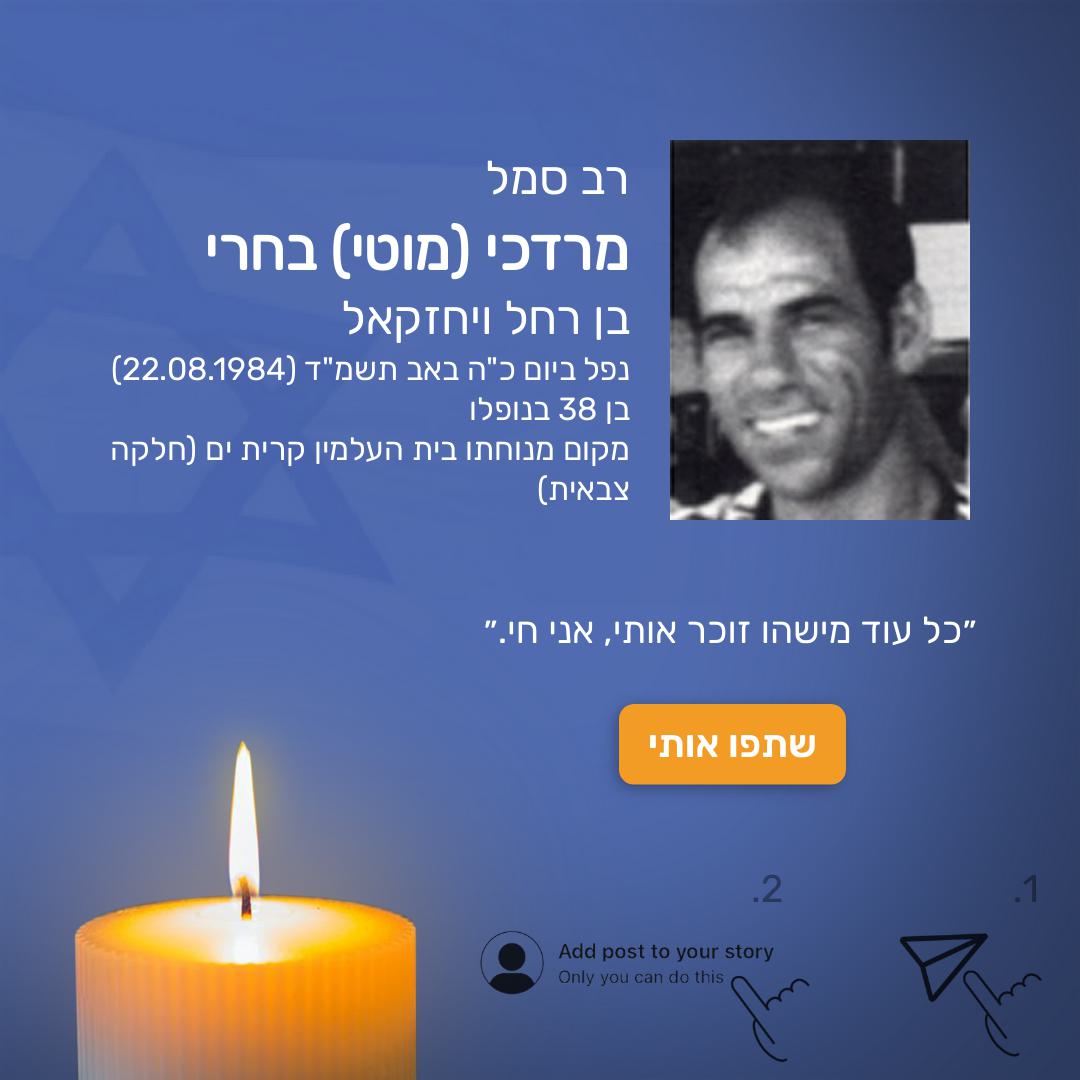 רב סמל
מרדכי (מוטי) בחרי
בן רחל ויחזקאל
נפל ביום כ"ה באב תשמ"ד (22.08.1984)
בן 38 בנופלו
מקום מנוחתו בית העלמין קרית ים (חלקה
צבאית)
״כל עוד מישהו זוכר אותי, אני חי.״
שתפו אותי
1.
2.
Add post to your story
Only you can do this